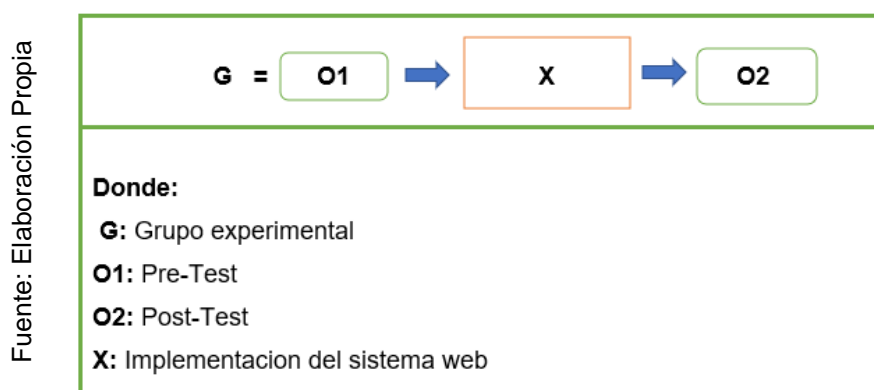 G = O1 X O2
Donde:
G: Grupo experimental
O1: Pre-Test
O2: Post-Test
X: Implementacion del sistema web
Fuente: Elaboración Propia